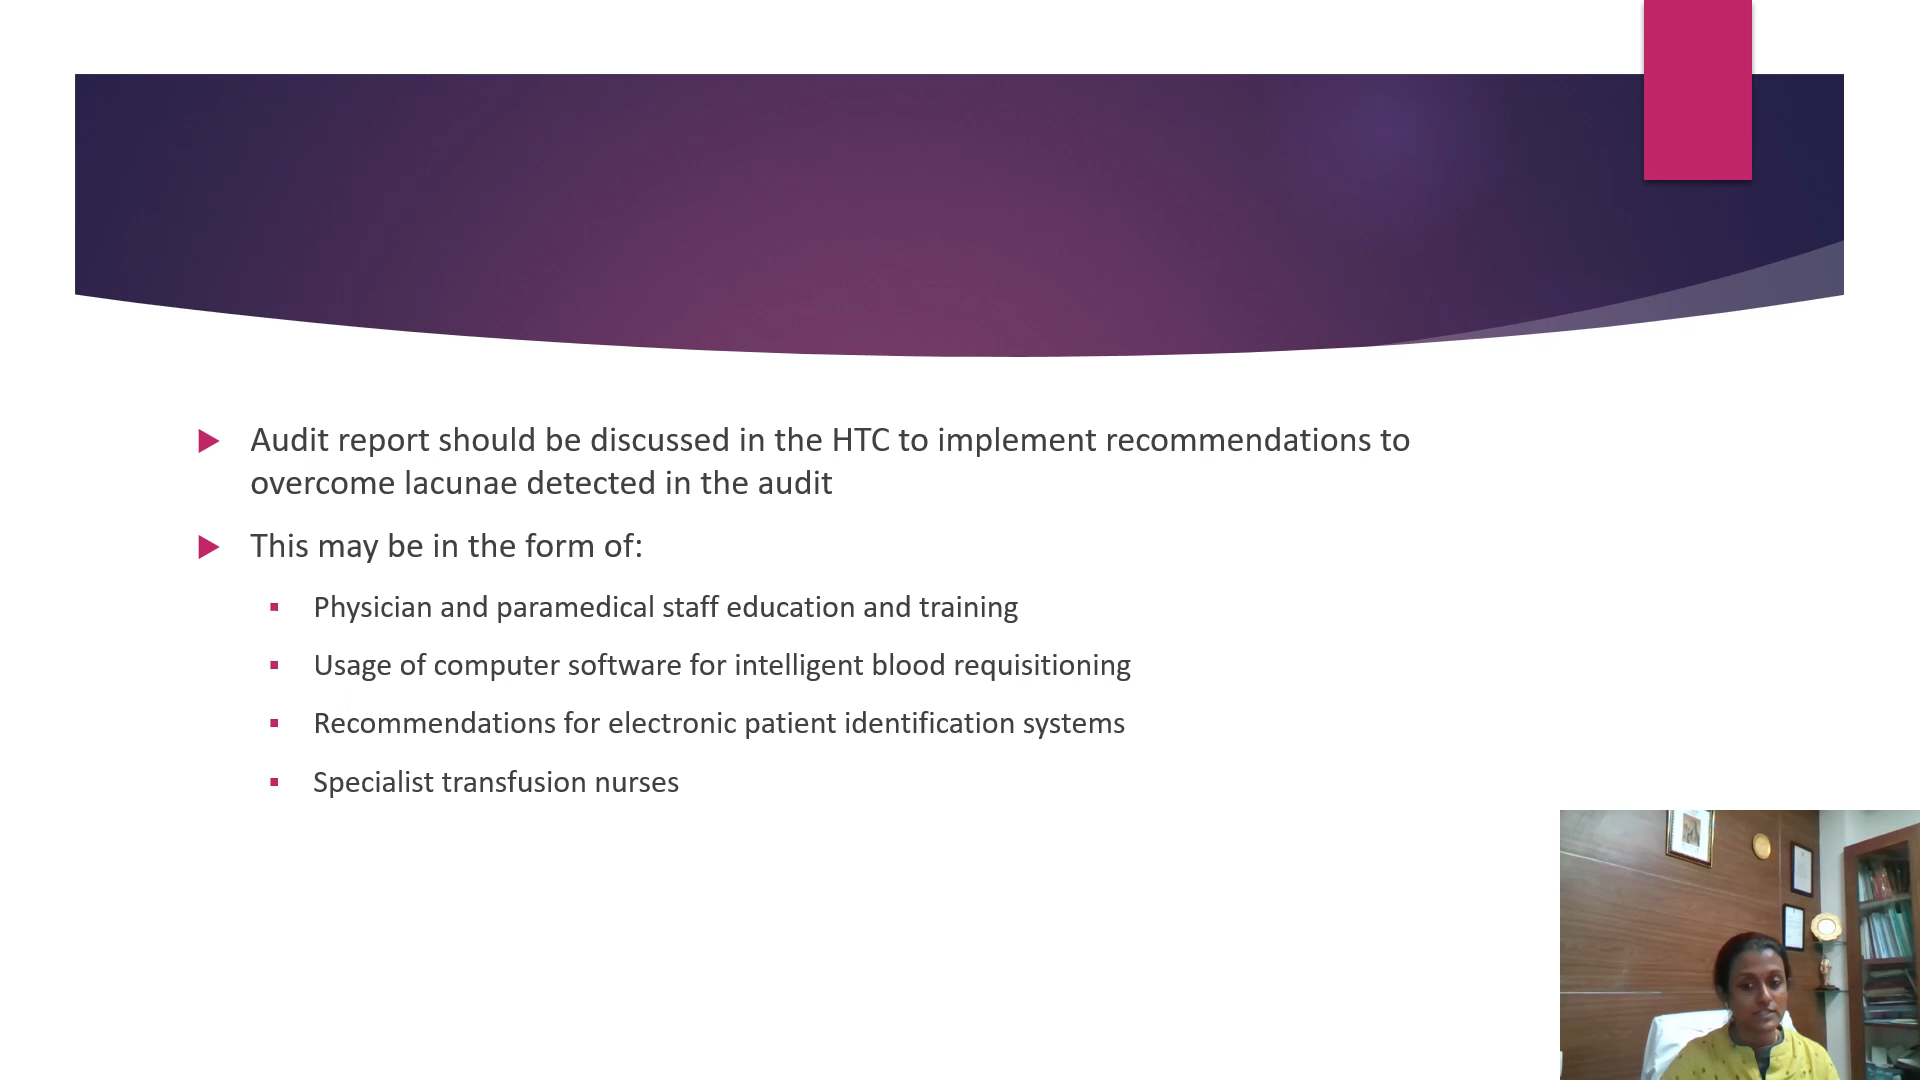 Audit report should be discussed in the HTC to implement recommendations to
overcome lacunae detected in the audit
This may be in the form of:
Physician and paramedical staff education and training
Usage of computer software for intelligent blood requisitioning
Recommendations for electronic patient identification systems
Specialist transfusion nurses